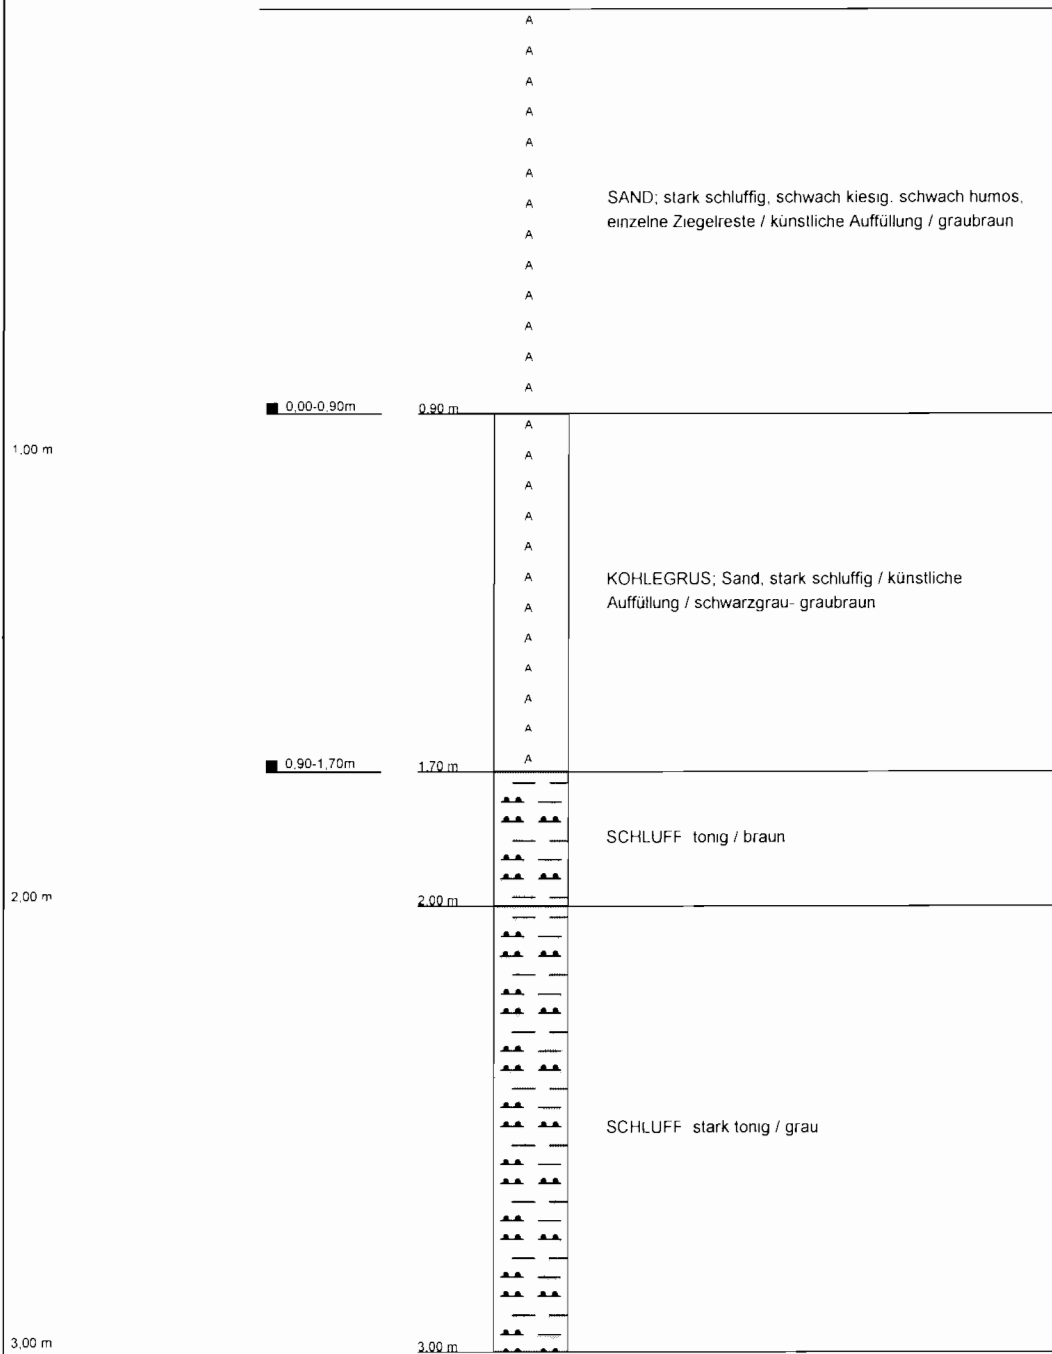 A
A
A
A
A
A
A
SAND; stark schluffig, schwach kiesig. schwach humos,
einzelne Ziegelreste / künstliche Auffüllung / graubraun
A
A
A
A
A
A
0,00-0,90m 0.90 m
A
1.00 m
A
A
A
A
A
KOHLEGRUS; Sand, stark schluffig / künstliche
Auffüllung / schwarzgrau- graubraun
A
A
A
A
A
A
0,90-1,70m 1.70 m
SCHLUFF tonig / braun
2,00 m 2.00 m
SCHLUFF stark tonig / grau
3,00 m 3.00 m